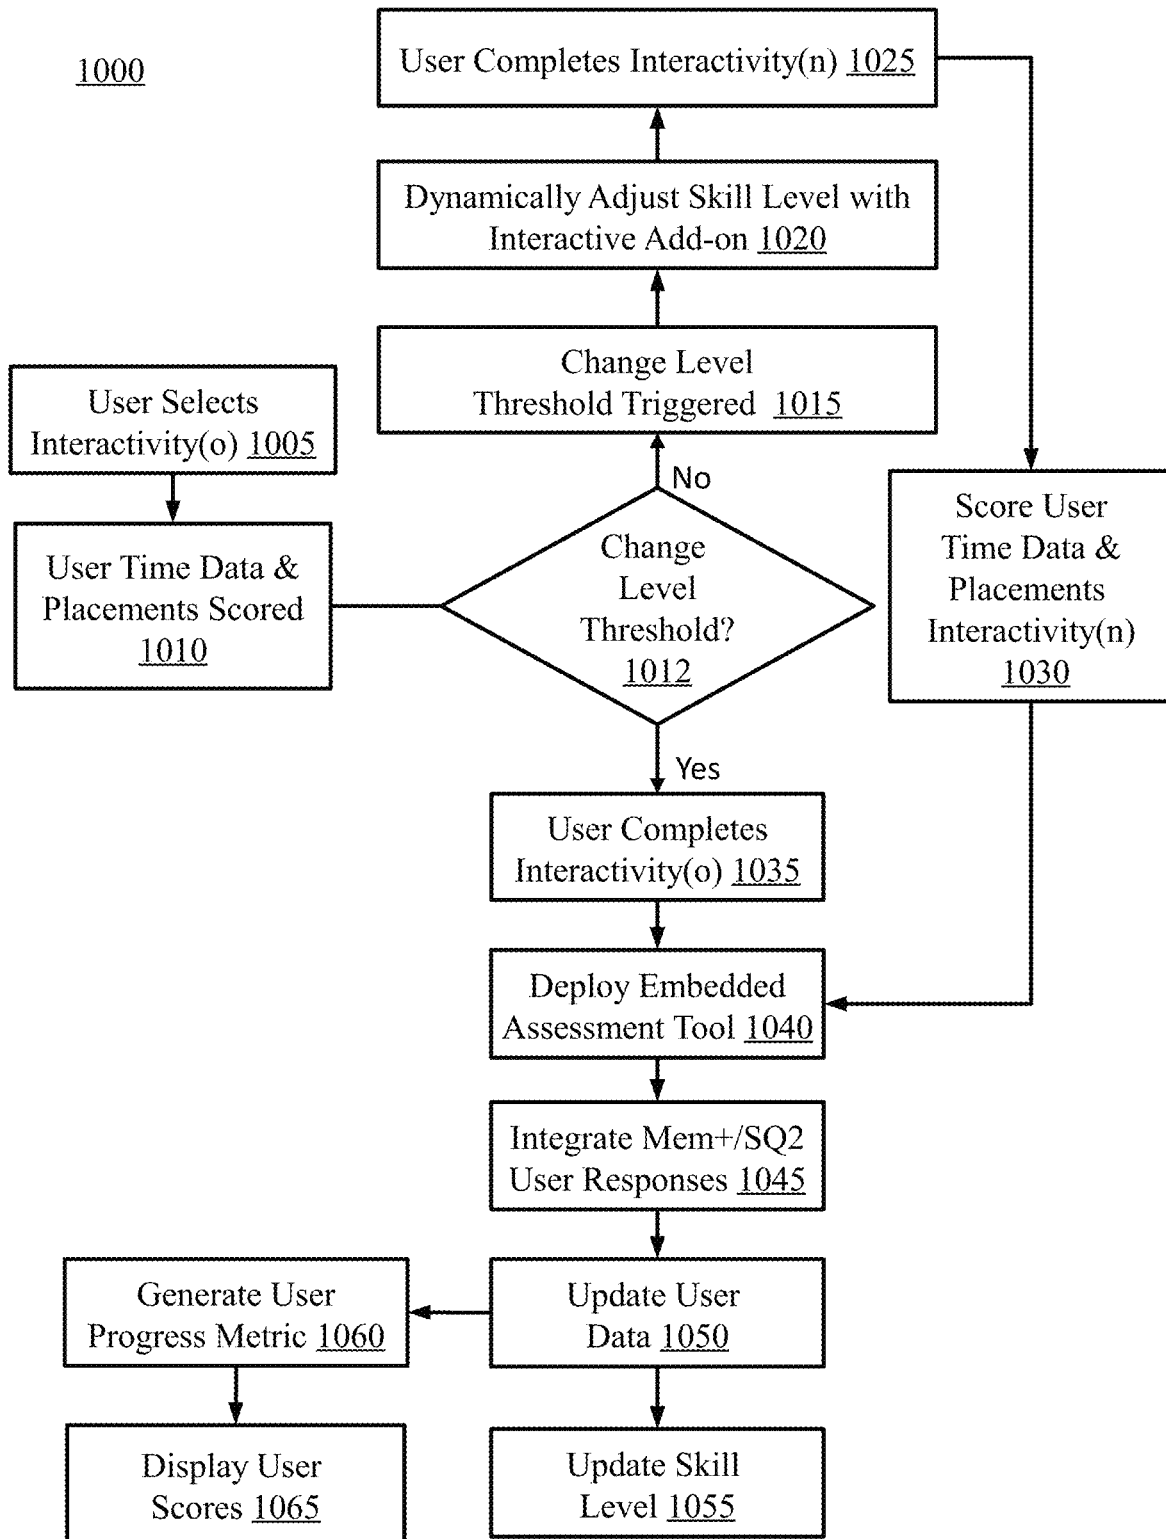 1000
User Completes Interactivity(n) 1025
Dynamically Adjust Skill Level with
Interactive Add-on 1020
Change Level
Threshold Triggered 1015
User Selects
Interactivity(o) 1005
No
User Time Data &
Placements Scored
1010
Change
Level
Threshold?
1012
Score User
Time Data &
Placements
Interactivity(n)
1030
Yes
User Completes
Interactivity(o) 1035
Deploy Embedded
Assessment Tool 1040
Integrate Mem+/SQ2
User Responses 1045
Generate User
Progress Metric 1060
Update User
Data 1050
Display User
Scores 1065
Update Skill
Level 1055